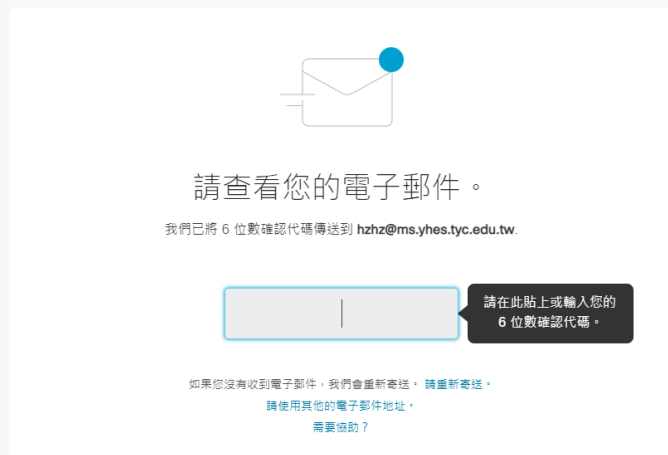 請查看您的電子郵件。
我們已將 6 位數確認代碼傳送到 hzhz@ms.yhes.tyc.edu.tw.
請在此貼上或輸入您的
6 位數確認代碼。
如果您沒有收到電子郵件，我們會重新寄送。 請重新寄送。
請使用其他的電子郵件地址。
需要協助？